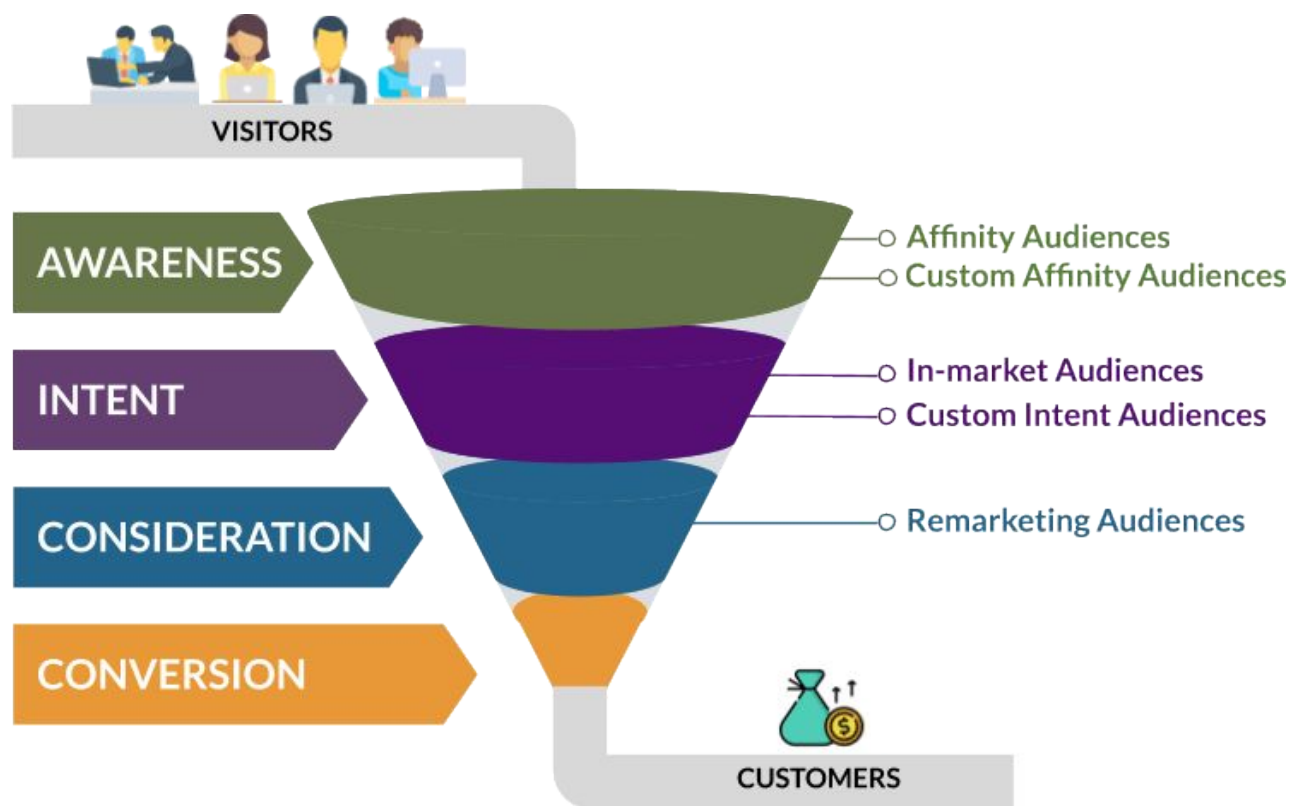 VISITORS
AWARENESS
Affinity Audiences
Custom Affinity Audiences
INTENT
In-market Audiences
Custom Intent Audiences
CONSIDERATION
Remarketing Audiences
CONVERSION
$
CUSTOMERS